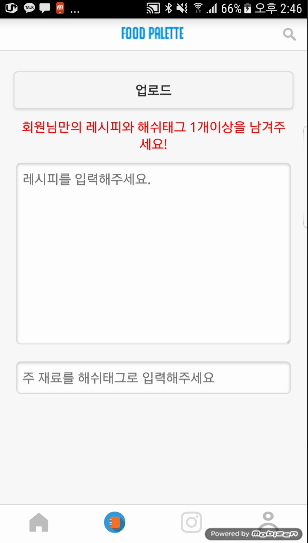 ... 66% 오후 2:46
FOOD PALETTE
업로드
회원님만의 레시피와 해쉬태그 1개이상을 남겨주
세요!
레시피를 입력해주세요.
주 재료를 해쉬태그로 입력해주세요
Powered by mobizen